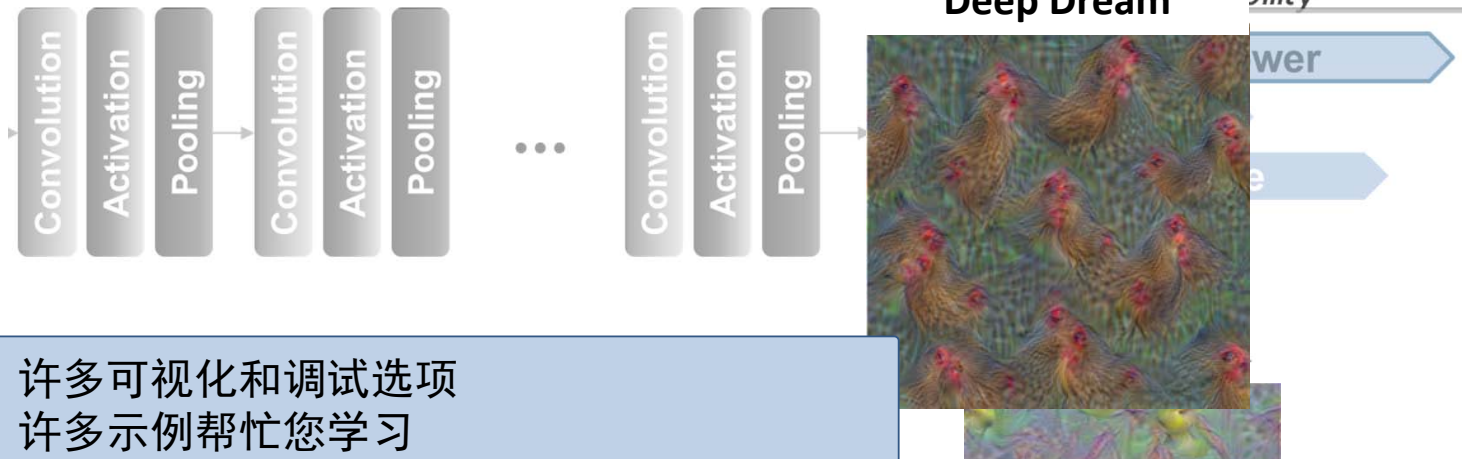 Deep Dream
Convolution
Activation
Pooling
Convolution
Activation
Pooling
...
Convolution
Activation
Pooling
wer
e
许多可视化和调试选项
许多示例帮忙您学习